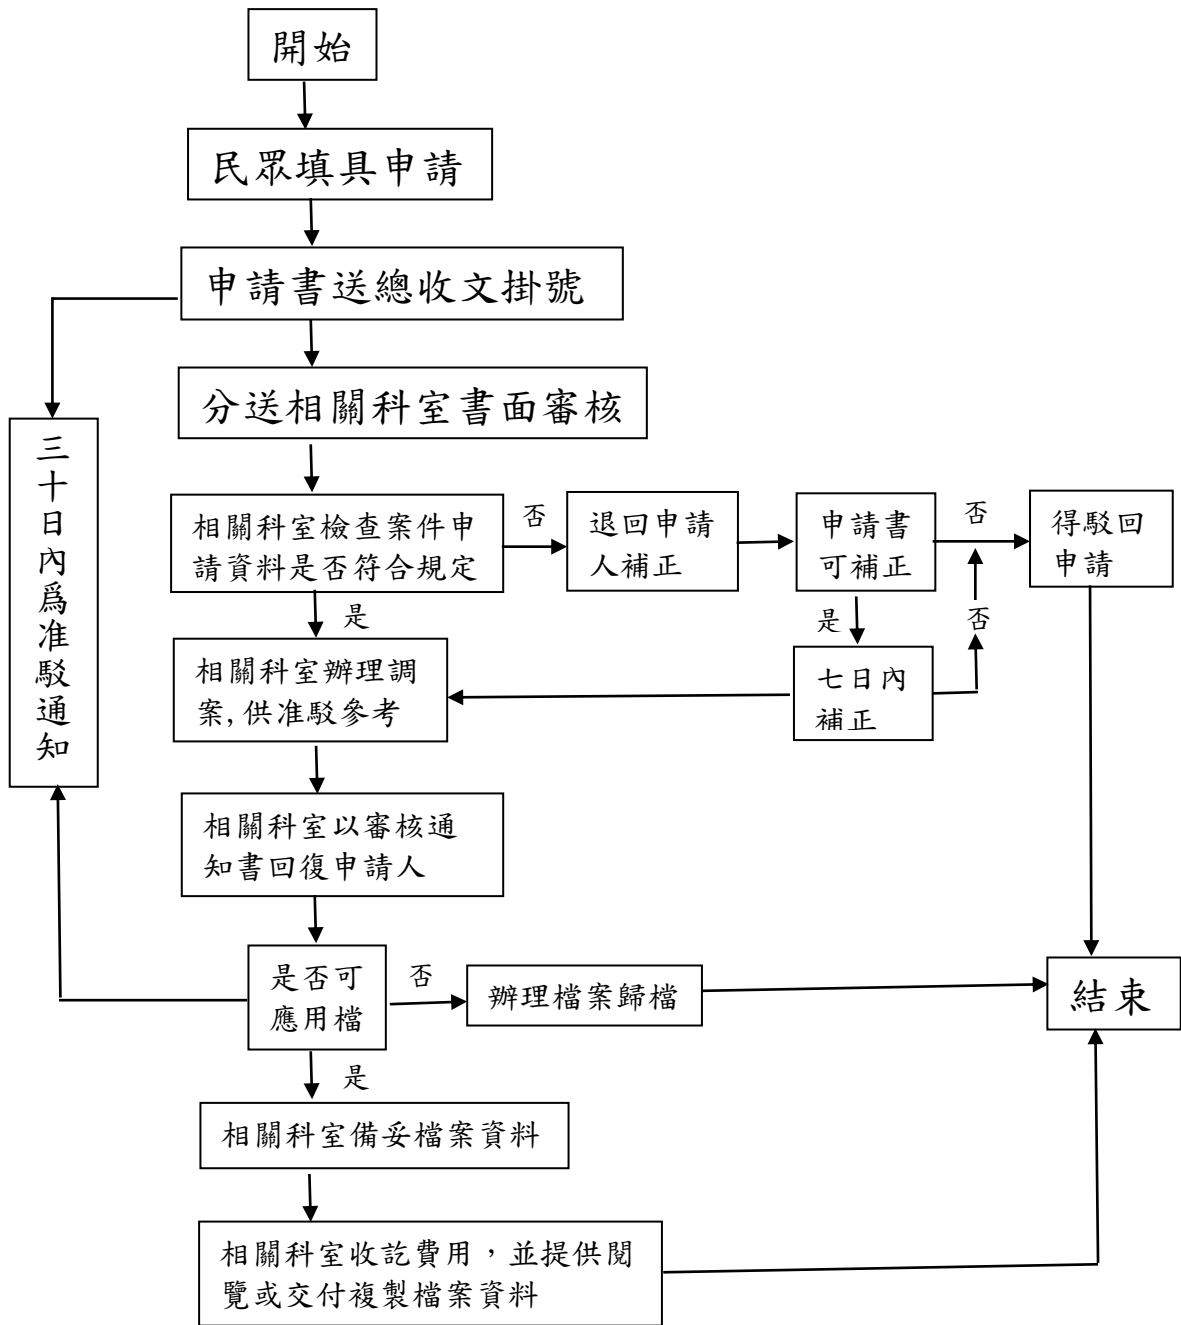 開始
民眾填具申請
申請書送總收文掛號
分送相關科室書面審核
三十日內爲准駁通知
相關科室檢查案件申
請資料是否符合規定
否
退回申請
人補正
申請書
可補正
否
得駁回
申請
是
是
否
相關科室辦理調
案,供准駁參考
七日內
補正
相關科室以審核通
知書回復申請人
是否可
應用檔
否
辦理檔案歸檔
結束
是
相關科室備妥檔案資料
相關科室收訖費用，並提供閱
覽或交付複製檔案資料